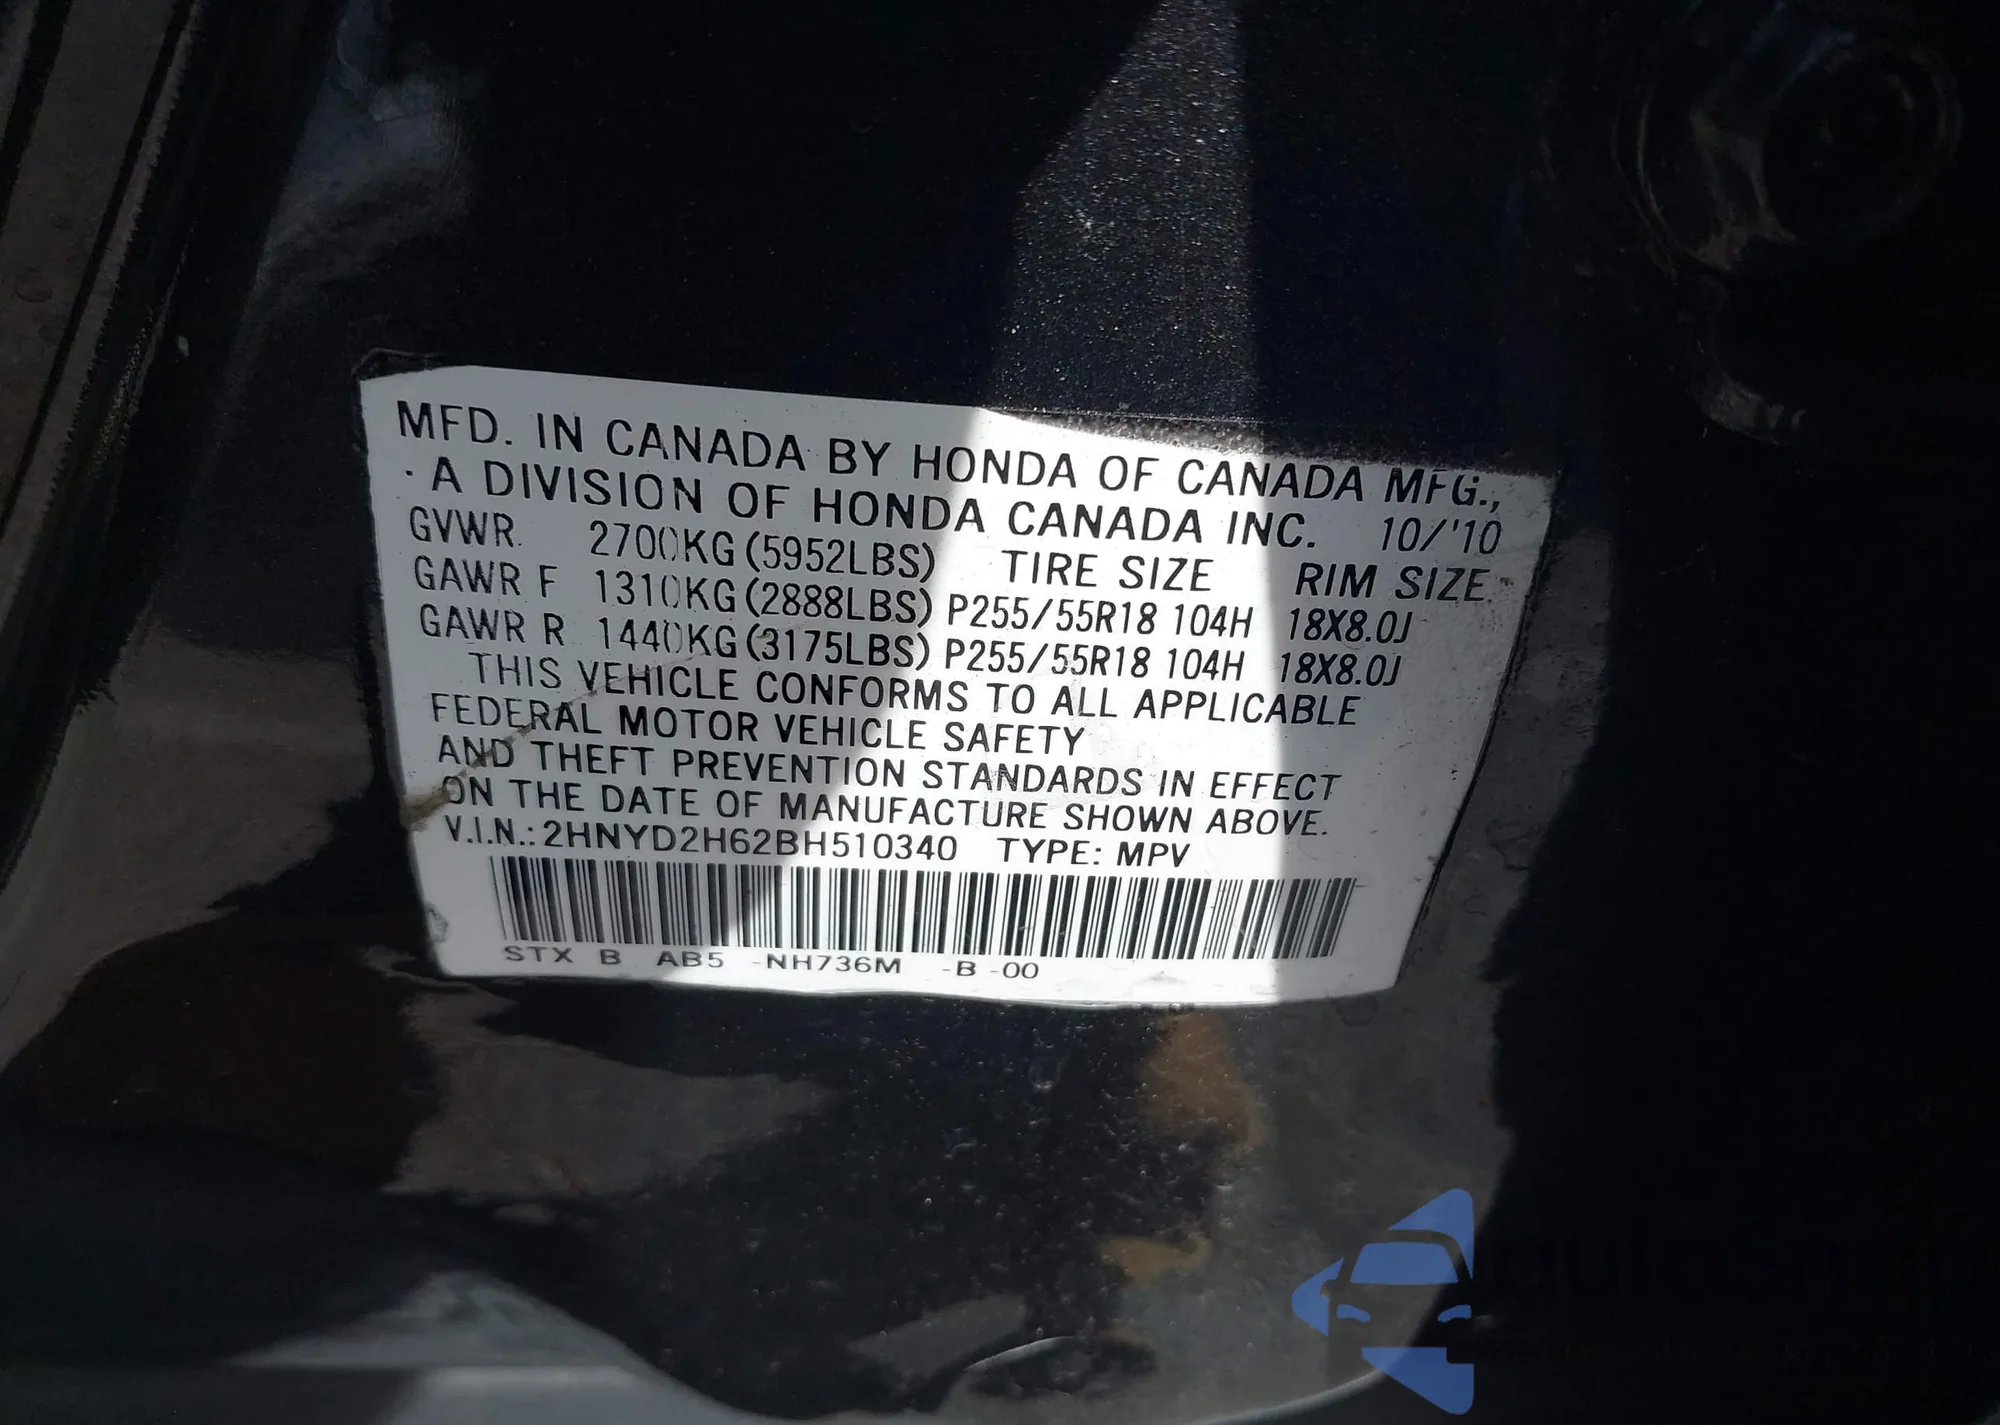 MFD. IN CANADA BY HONDA OF CANADA MFG.,
· A DIVISION OF HONDA CANADA INC. 10/'10
GVWR 2700KG (5952LBS) TIRE SIZE RIM SIZE
GAWR F 1310KG (2888LBS) P255/55R18 104H 18X8.0J
GAWR R 1440KG (3175LBS) P255/55R18 104H 18X8.0J
THIS VEHICLE CONFORMS TO ALL APPLICABLE
FEDERAL MOTOR VEHICLE SAFETY
AND THEFT PREVENTION STANDARDS IN EFFECT
ON THE DATE OF MANUFACTURE SHOWN ABOVE.
V.I.N.: 2HNYD2H62BH510340 TYPE: MPV
STX B AB5 -NH736M -B -00